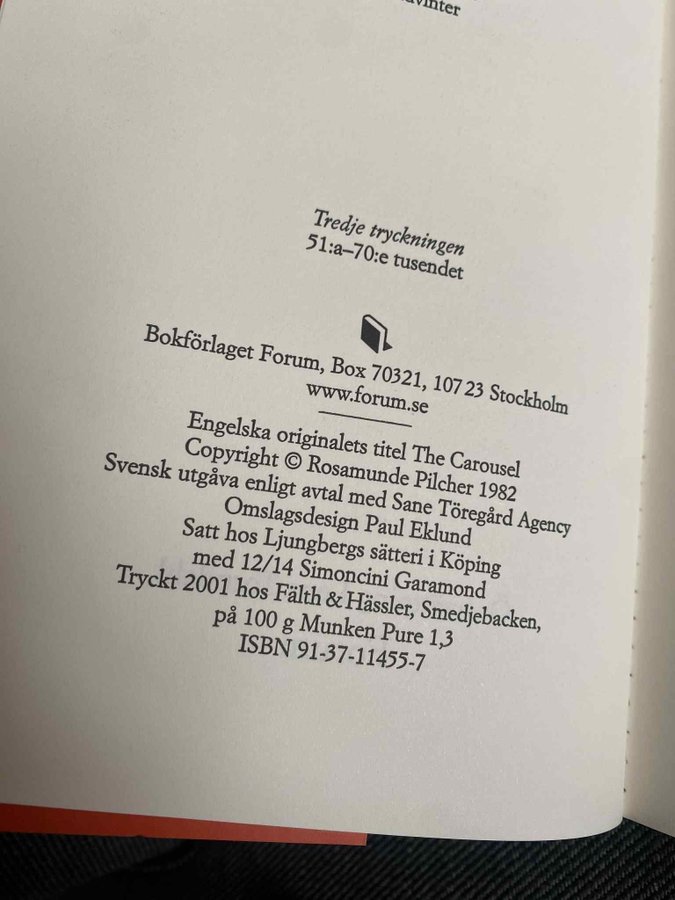 Tredje tryckningen
51:a–70:e tusendet
Bokförlaget Forum, Box 70321, 107 23 Stockholm
www.forum.se
Engelska originalets titel The Carousel
Copyright © Rosamunde Pilcher 1982
Svensk utgåva enligt avtal med Sane Töregård Agency
Omslagsdesign Paul Eklund
Satt hos Ljungbergs sätteri i Köping
med 12/14 Simoncini Garamond
Tryckt 2001 hos Fälth & Hässler, Smedjebacken,
på 100 g Munken Pure 1,3
ISBN 91-37-11455-7